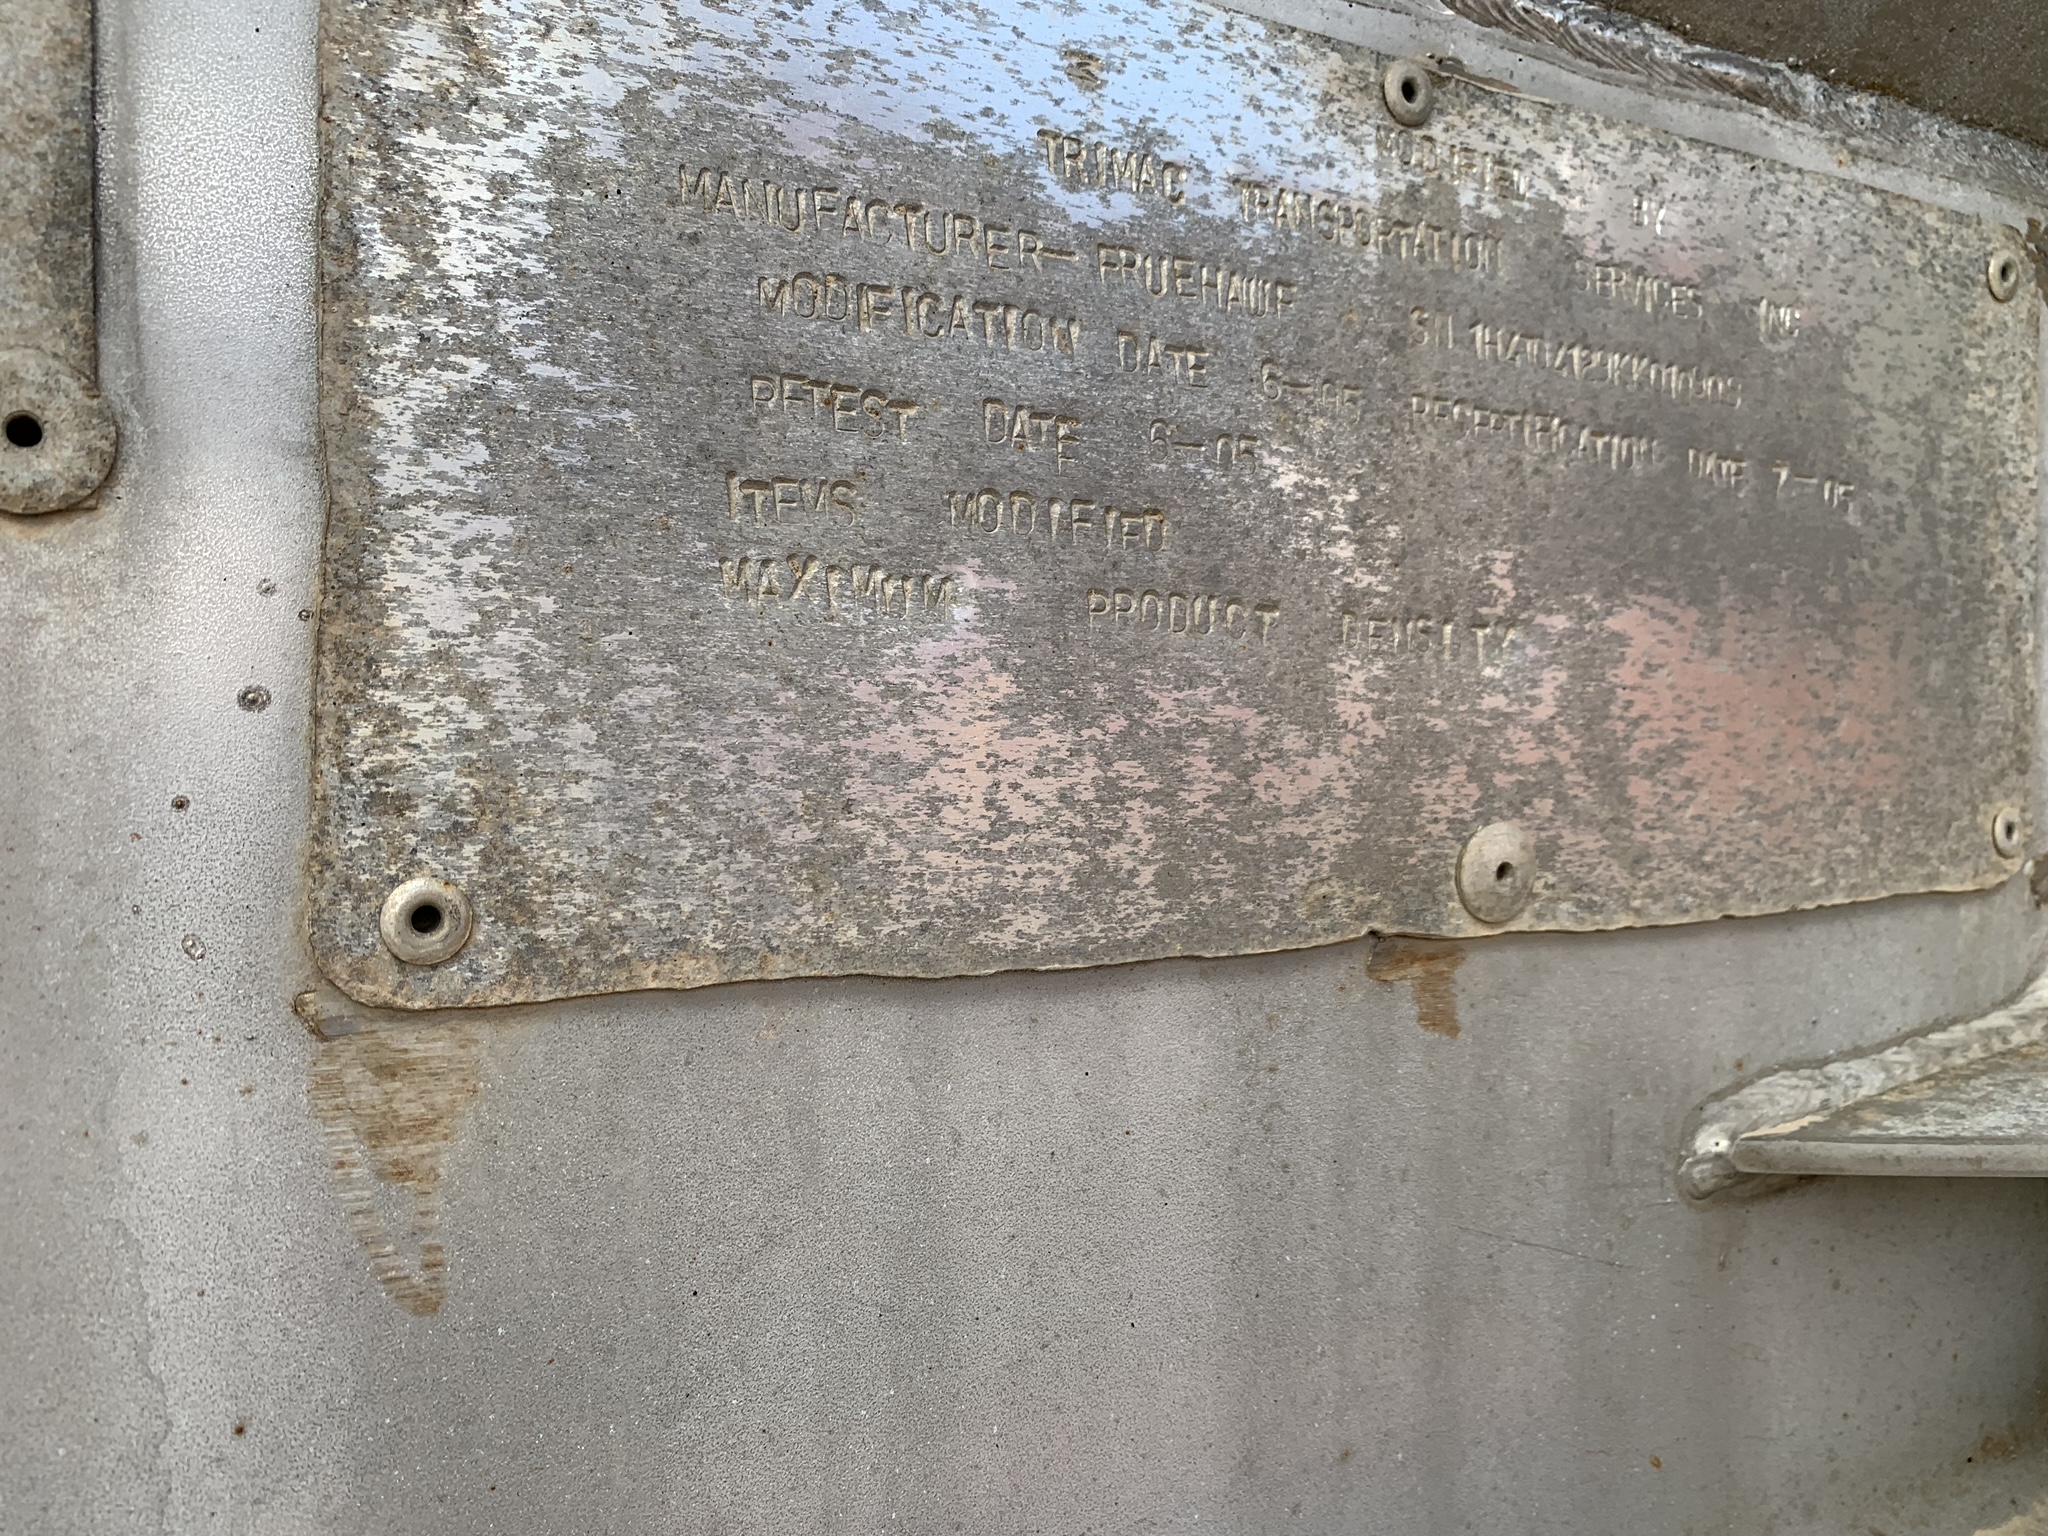 MODIFIED BY
TRIMAC TRANSPORTATION SERVICES INC
MANUFACTURER— FRUEHAUF SN
MODIFICATION DATE 6—05 RECERTIFICATION DATE 7—05
RETEST DATE 6—05
ITEMS MODIFIED
MAXIMUM PRODUCT DENSITY